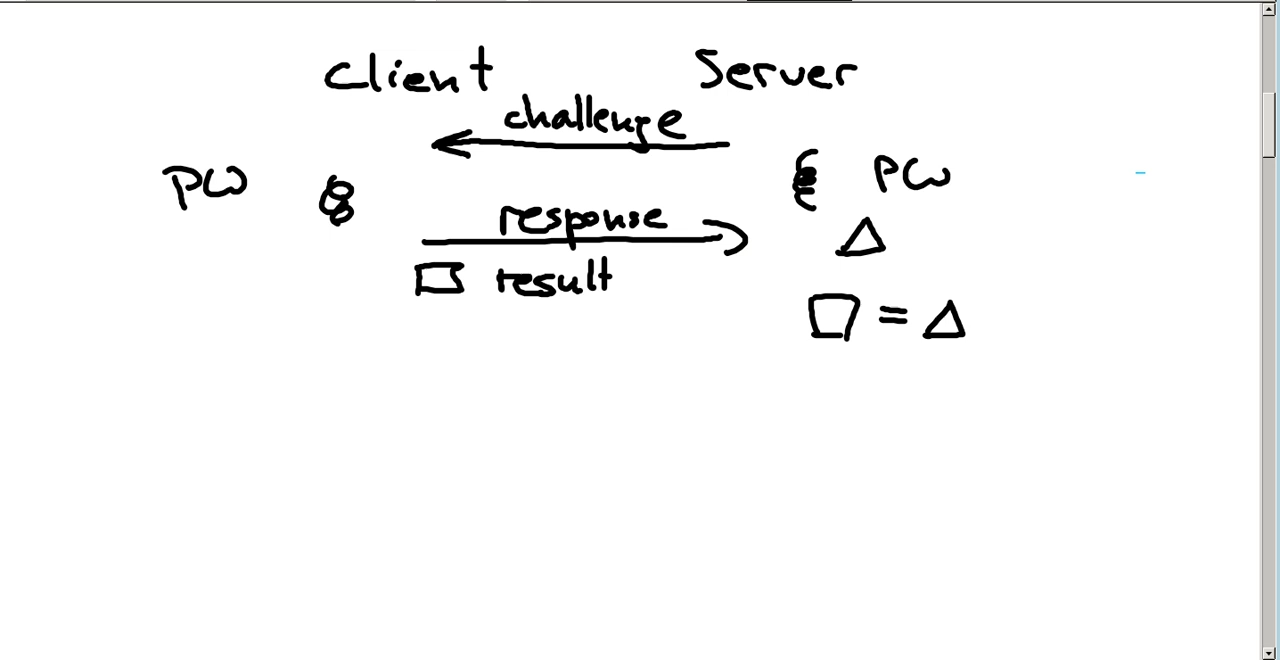 Client Server
challenge
PW PW
response
Δ
□ result
□ = Δ